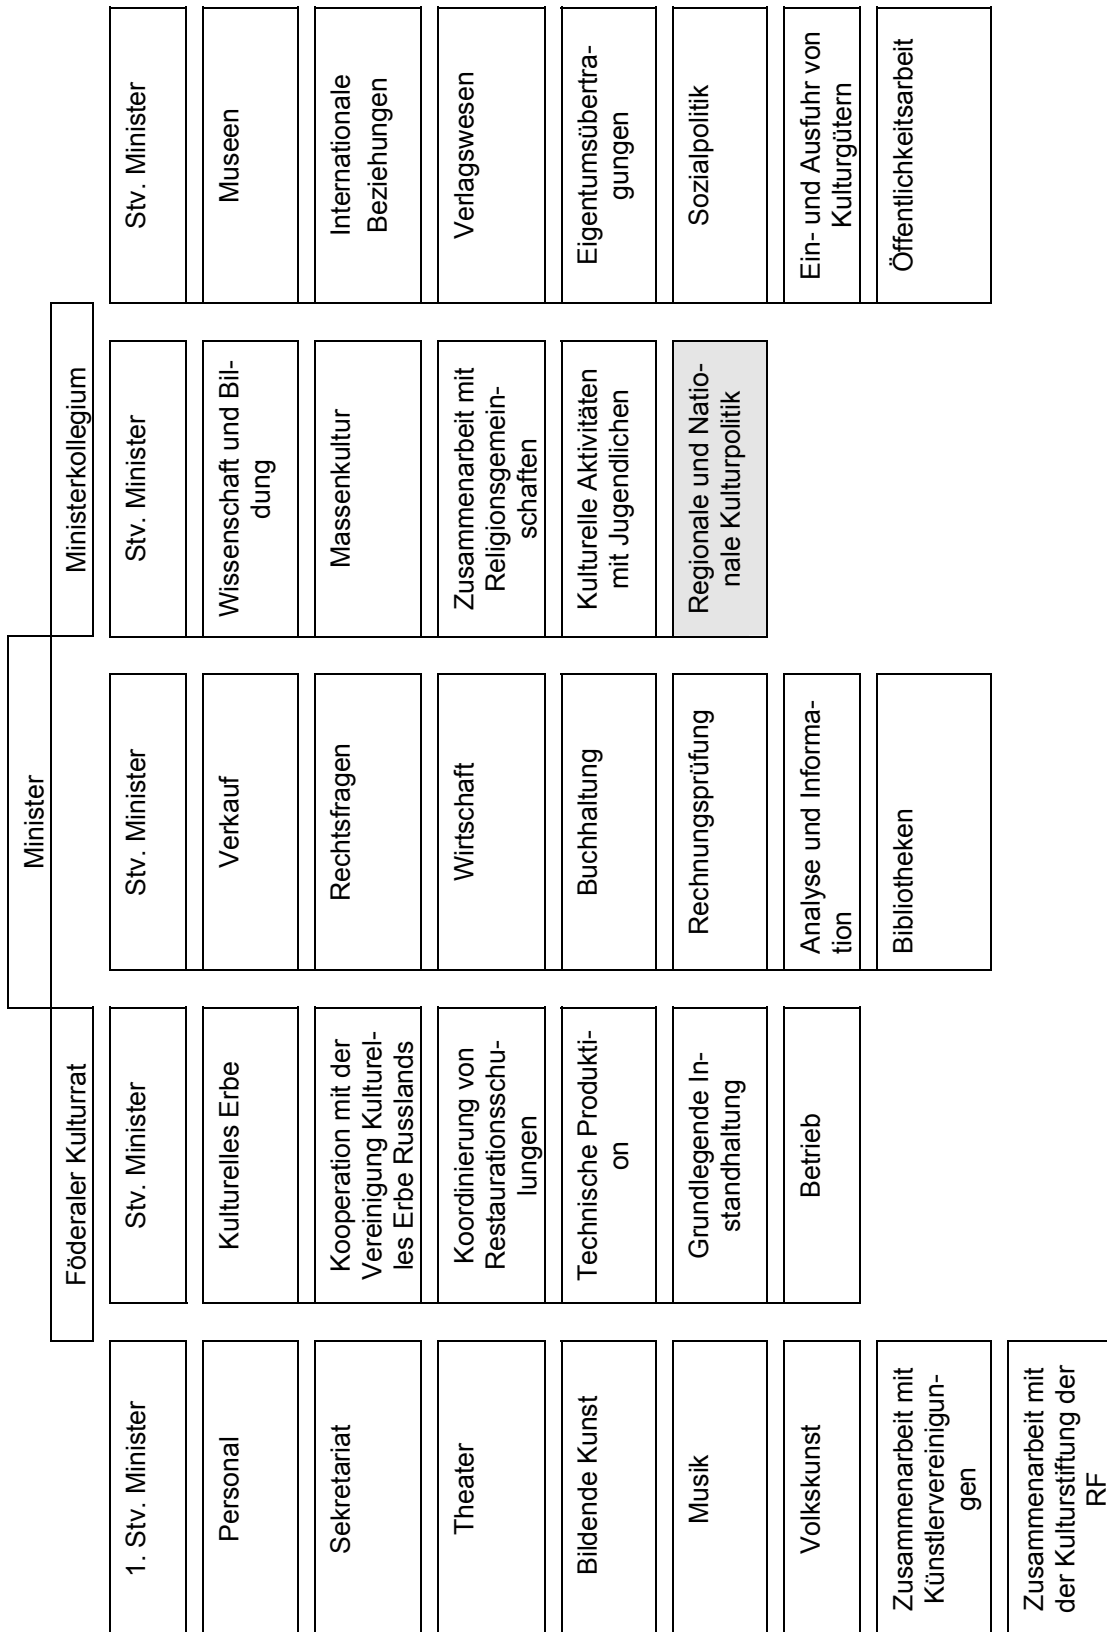 Minister
Föderaler Kulturrat
Ministerkollegium
1. Stv. Minister
Personal
Sekretariat
Theater
Bildende Kunst
Musik
Volkskunst
Zusammenarbeit mit
Künstlervereinigun-
gen
Zusammenarbeit mit
der Kulturstiftung der
RF
Stv. Minister
Kulturelles Erbe
Kooperation mit der
Vereinigung Kulturel-
les Erbe Russlands
Koordinierung von
Restaurationsschu-
lungen
Technische Produkti-
on
Grundlegende In-
standhaltung
Betrieb
Stv. Minister
Verkauf
Rechtsfragen
Wirtschaft
Buchhaltung
Rechnungsprüfung
Analyse und Informa-
tion
Bibliotheken
Stv. Minister
Wissenschaft und Bil-
dung
Massenkultur
Zusammenarbeit mit
Religionsgemein-
schaften
Kulturelle Aktivitäten
mit Jugendlichen
Regionale und Natio-
nale Kulturpolitik
Stv. Minister
Museen
Internationale
Beziehungen
Verlagswesen
Eigentumsübertra-
gungen
Sozialpolitik
Ein- und Ausfuhr von
Kulturgütern
Öffentlichkeitsarbeit